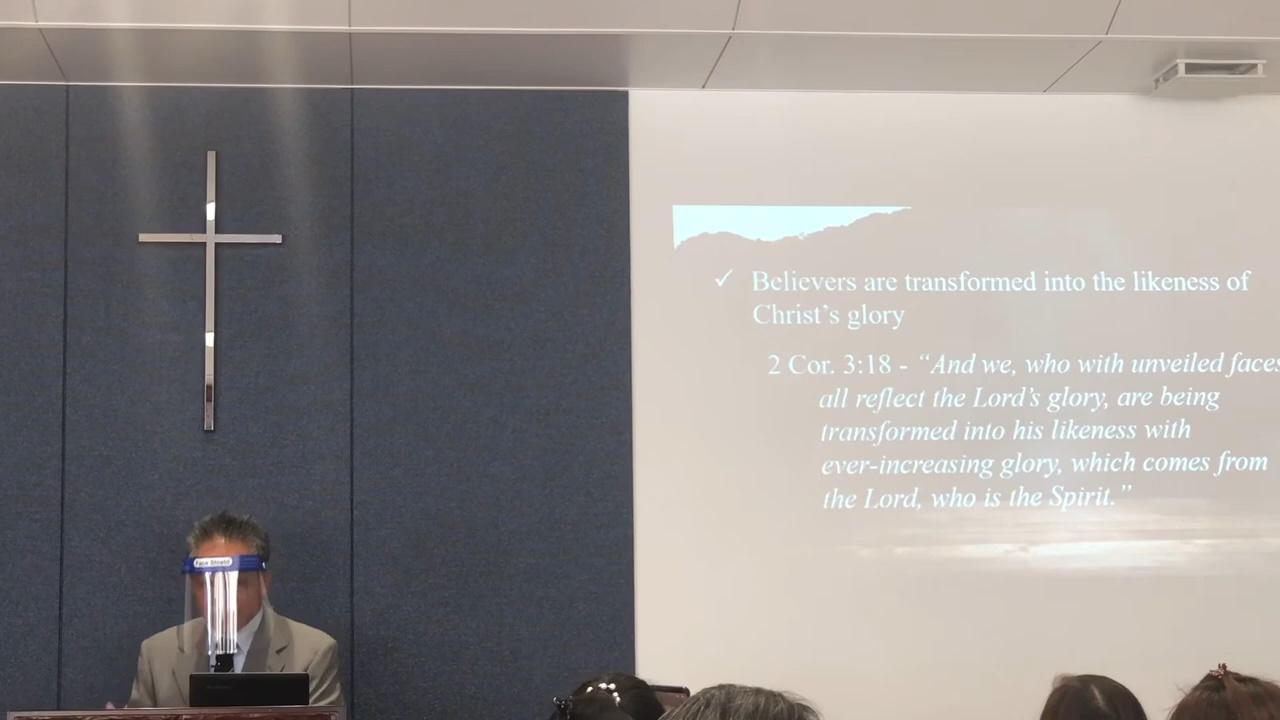 Believers are transformed into the likeness of
Christ's glory
2 Cor. 3:18 - “And we, who with unveiled faces
all reflect the Lord's glory, are being
transformed into his likeness with
ever-increasing glory, which comes from
the Lord, who is the Spirit.”
Face Shield